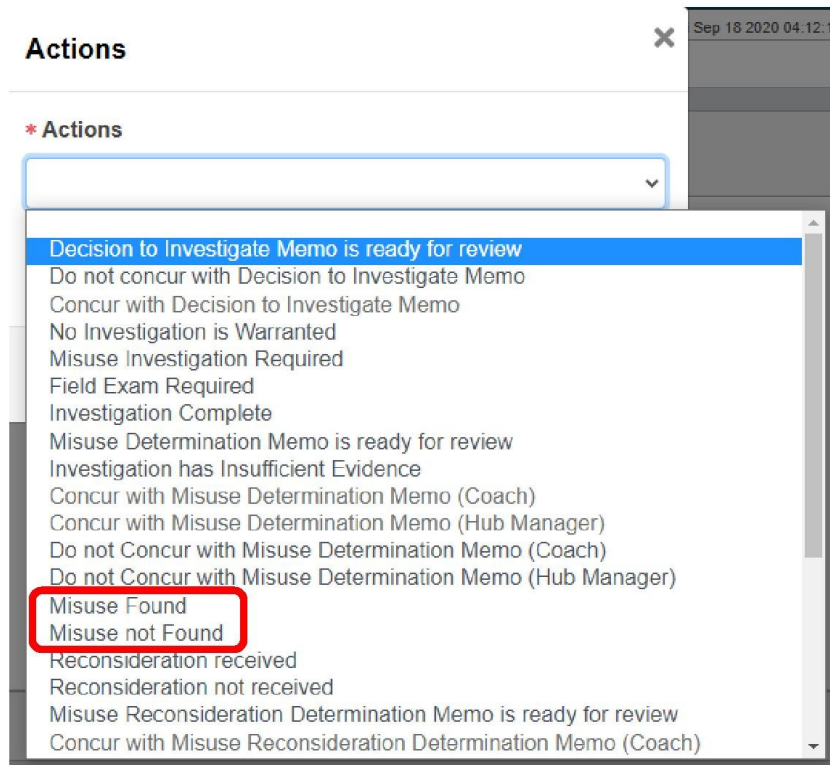 Actions
Sep 18 2020 04:12:1
* Actions
Decision to Investigate Memo is ready for review
Do not concur with Decision to Investigate Memo
Concur with Decision to Investigate Memo
No Investigation is Warranted
Misuse Investigation Required
Field Exam Required
Investigation Complete
Misuse Determination Memo is ready for review
Investigation has Insufficient Evidence
Concur with Misuse Determination Memo (Coach)
Concur with Misuse Determination Memo (Hub Manager)
Do not Concur with Misuse Determination Memo (Coach)
Do not Concur with Misuse Determination Memo (Hub Manager)
Misuse Found
Misuse not Found
Reconsideration received
Reconsideration not received
Misuse Reconsideration Determination Memo is ready for review
Concur with Misuse Reconsideration Determination Memo (Coach)